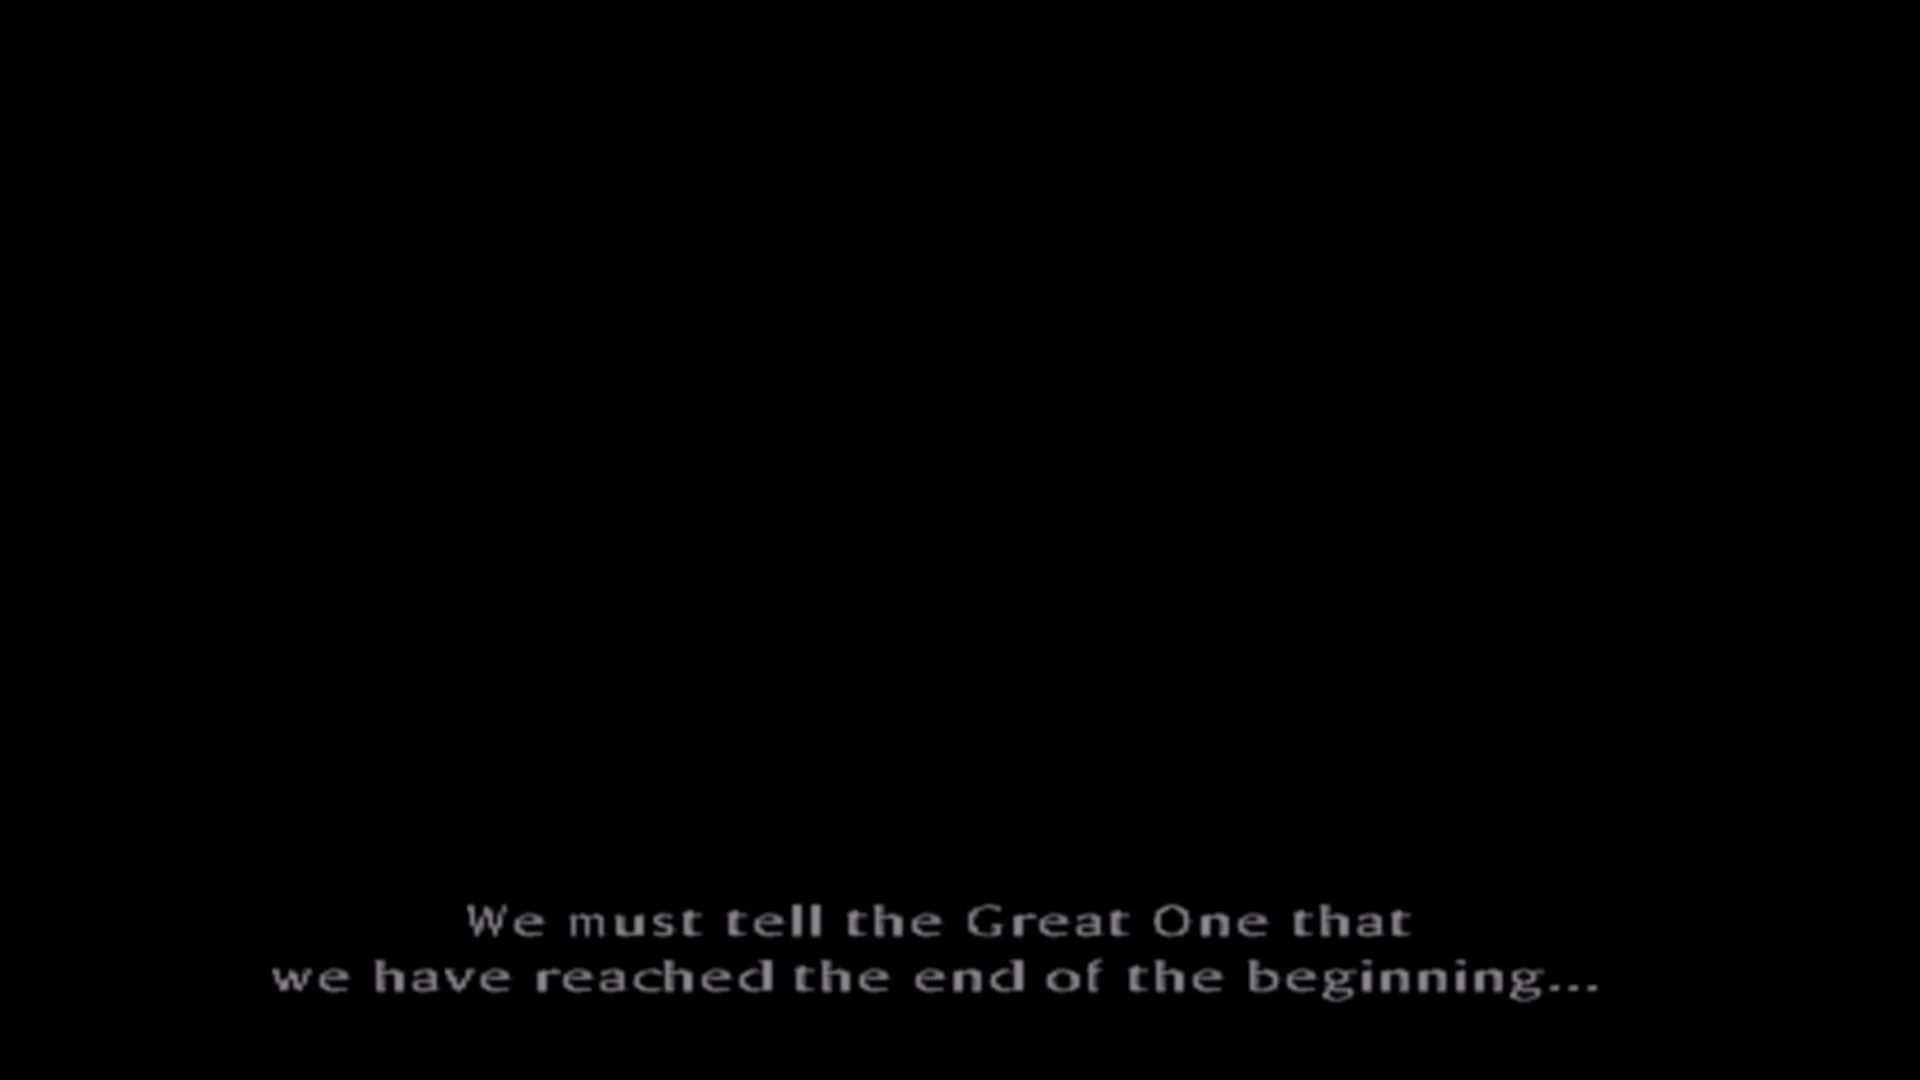 We must tell the Great One that
we have reached the end of the beginning...